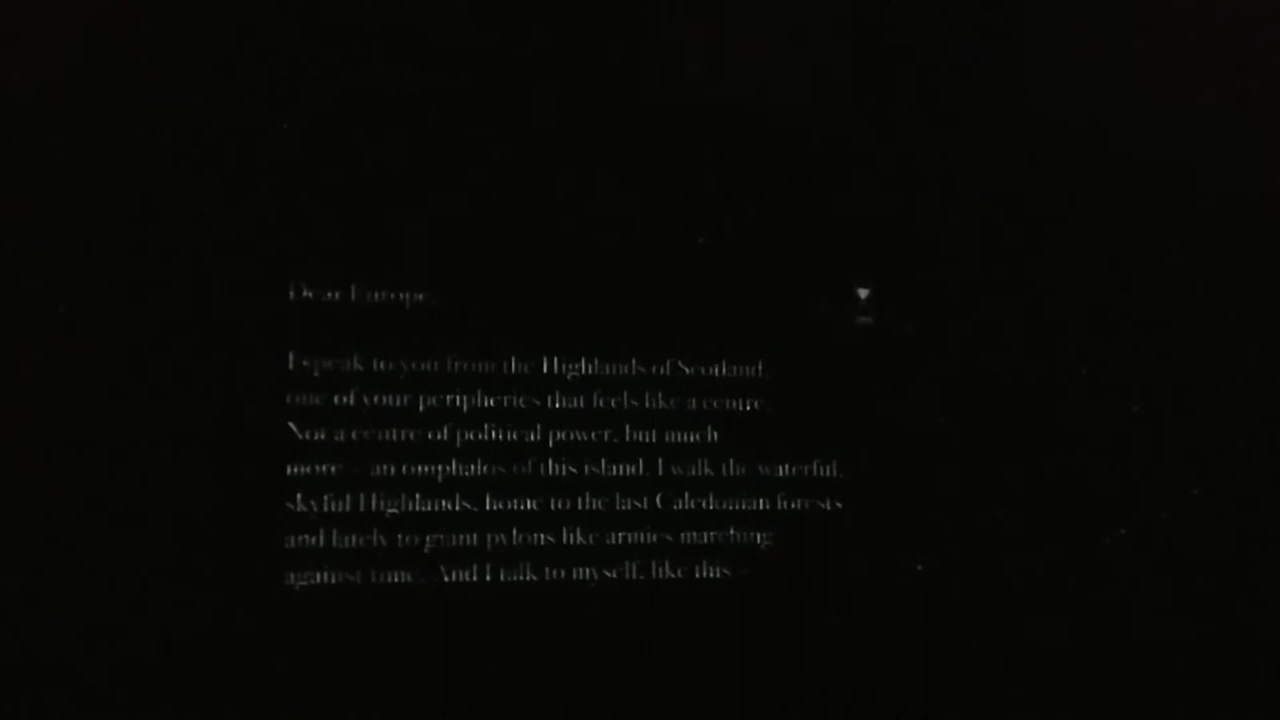 Dear Europe,
I speak to you from the Highlands of Scotland,
one of your peripheries that feels like a centre.
Not a centre of political power, but much
more – an omphalos of this island. I walk the waterful,
skyful Highlands, home to the last Caledonian forests
and lately to giant pylons like armies marching
against time. And I talk to myself, like this –